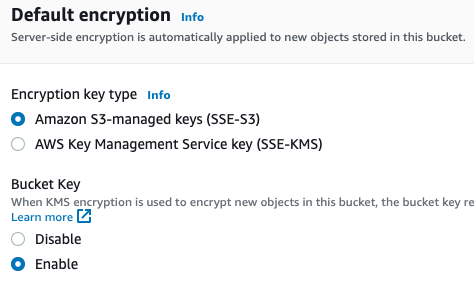 Default encryption Info
Server-side encryption is automatically applied to new objects stored in this bucket.
Encryption key type Info
Amazon S3-managed keys (SSE-S3)
AWS Key Management Service key (SSE-KMS)
Bucket Key
When KMS encryption is used to encrypt new objects in this bucket, the bucket key
Learn more
Disable
Enable